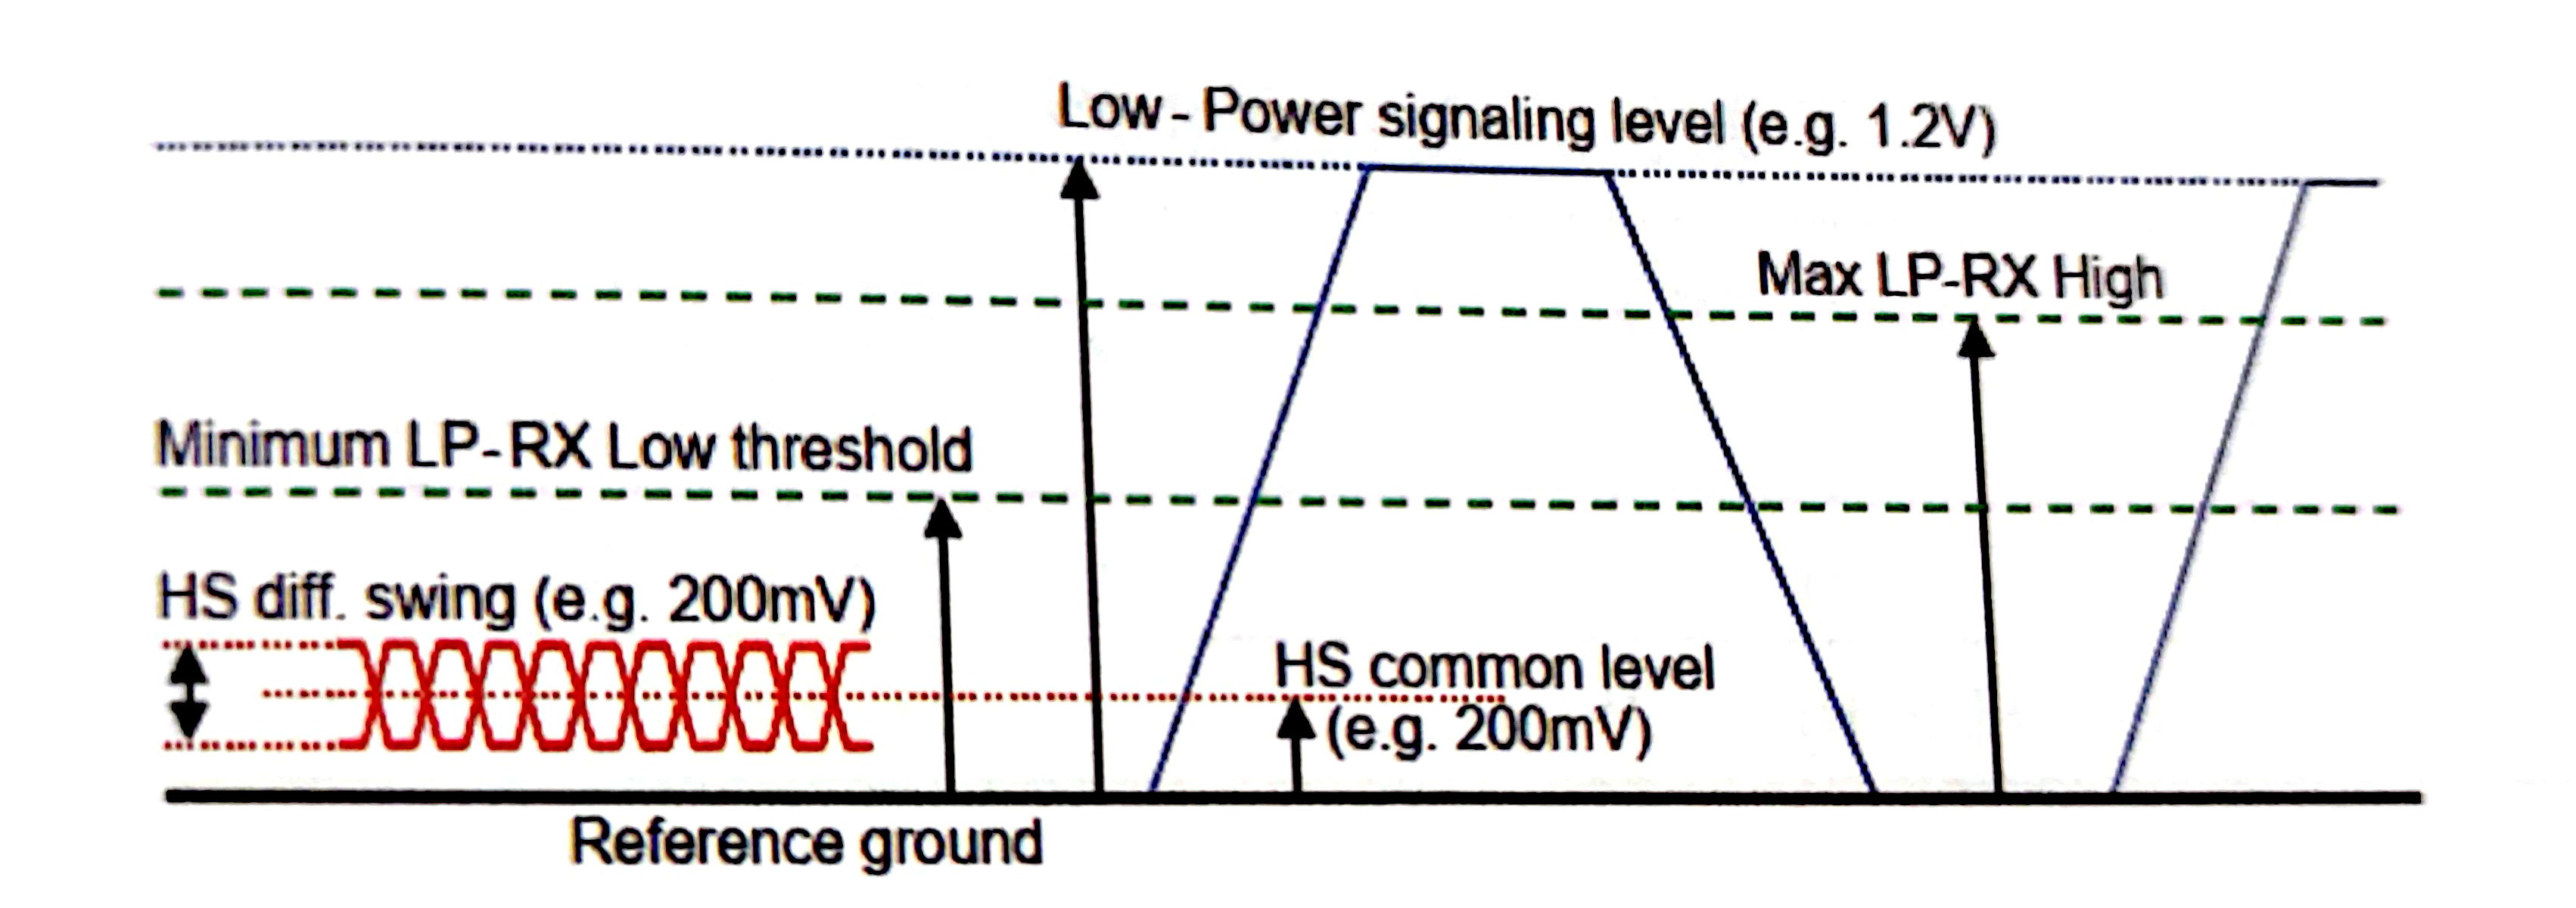 Low-Power signaling level (e.g. 1.2V)
Max LP-RX High
Minimum LP-RX Low threshold
HS diff. swing (e.g. 200mV)
HS common level
(e.g. 200mV)
Reference ground